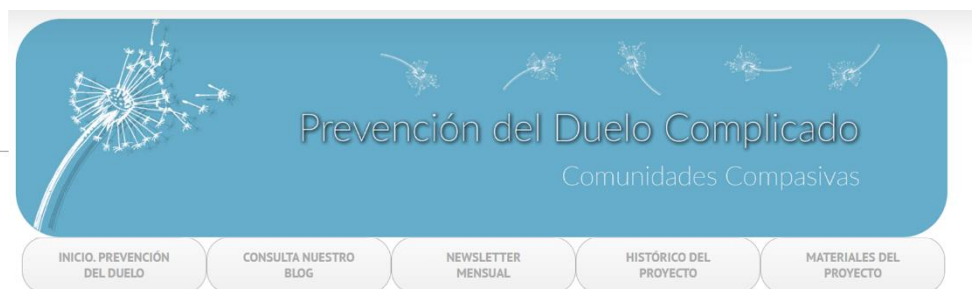 Prevención del Duelo Complicado
Comunidades Compasivas
INICIO. PREVENCIÓN
DEL DUELO
CONSULTA NUESTRO
BLOG
NEWSLETTER
MENSUAL
HISTÓRICO DEL
PROYECTO
MATERIALES DEL
PROYECTO